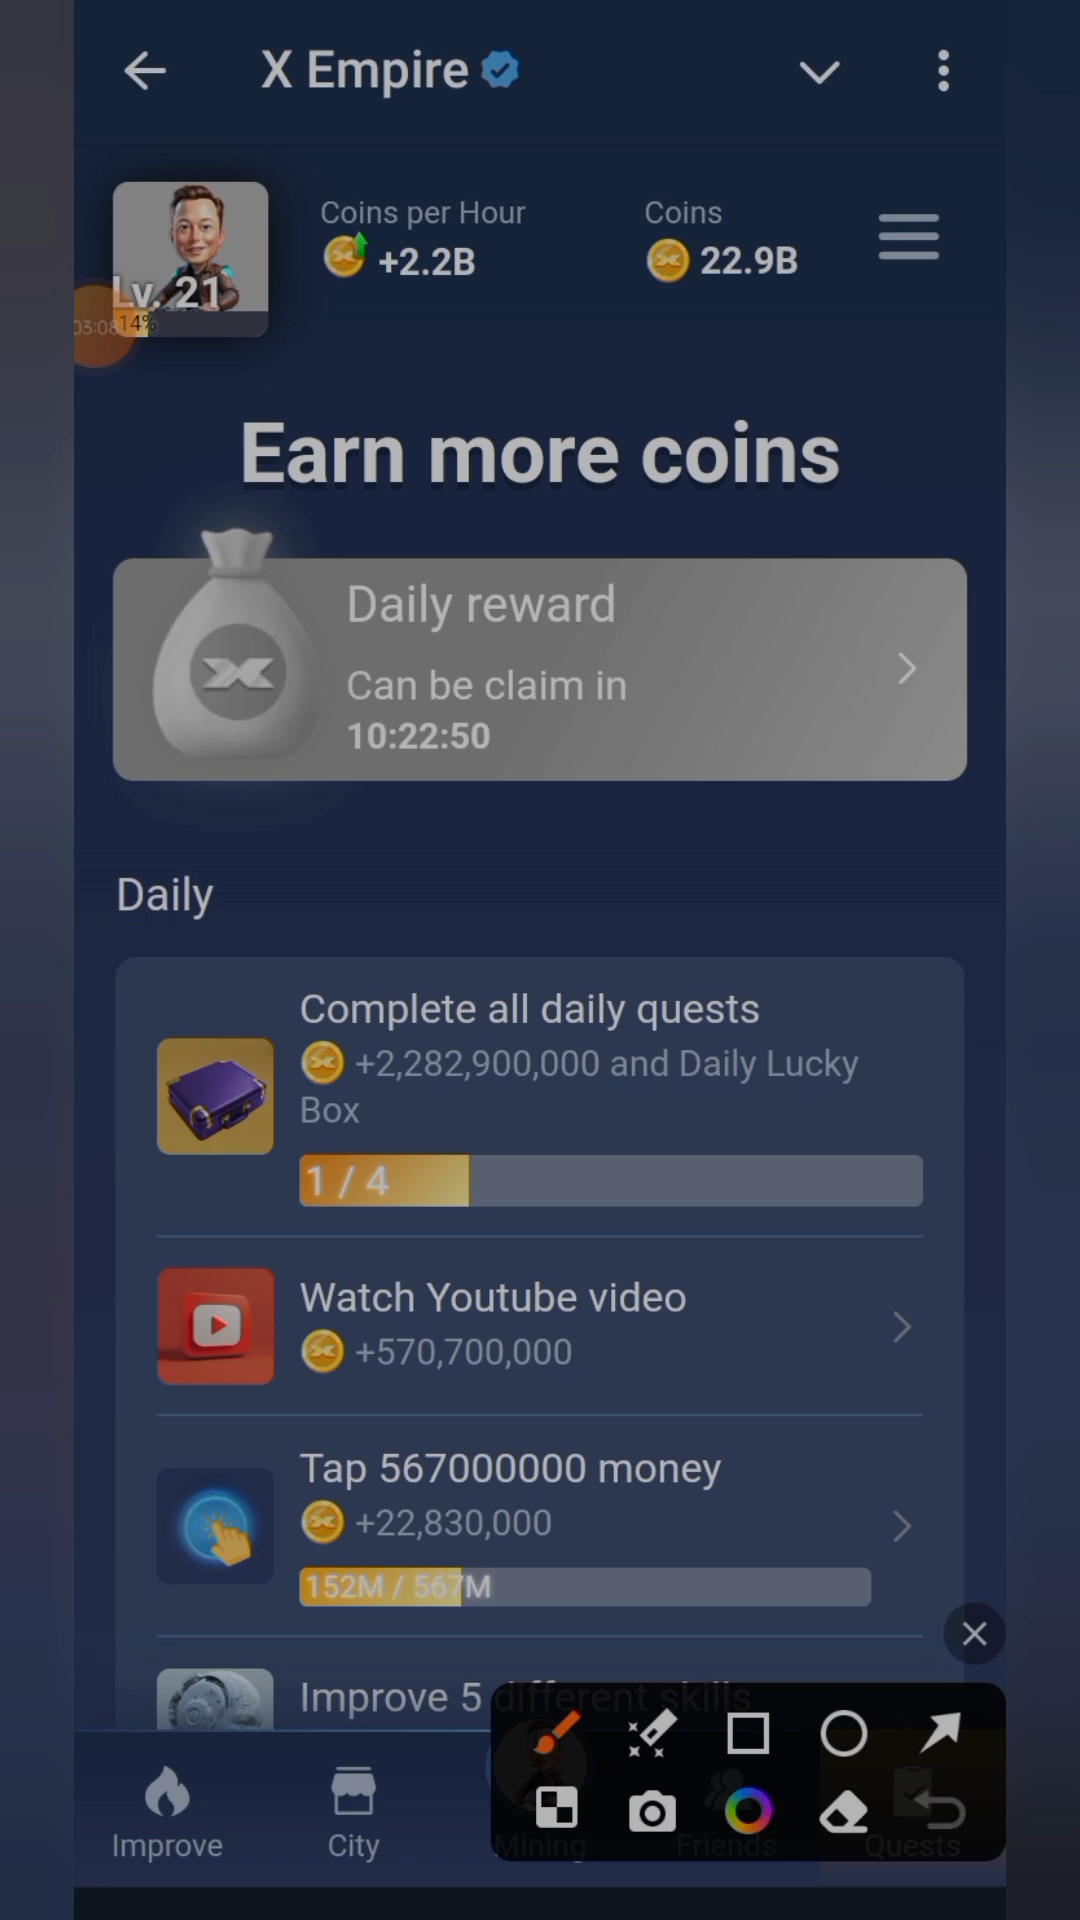 X Empire
Coins per Hour
+2.2B
Coins
22.9B
Lv. 21
14%
03:08
Earn more coins
Daily reward
Can be claim in
10:22:50
Daily
Complete all daily quests
+2,282,900,000 and Daily Lucky
Box
1 / 4
Watch Youtube video
+570,700,000
Tap 567000000 money
+22,830,000
152M / 567M
Improve 5 different skills
Improve
City
Mining
Friends
Quests